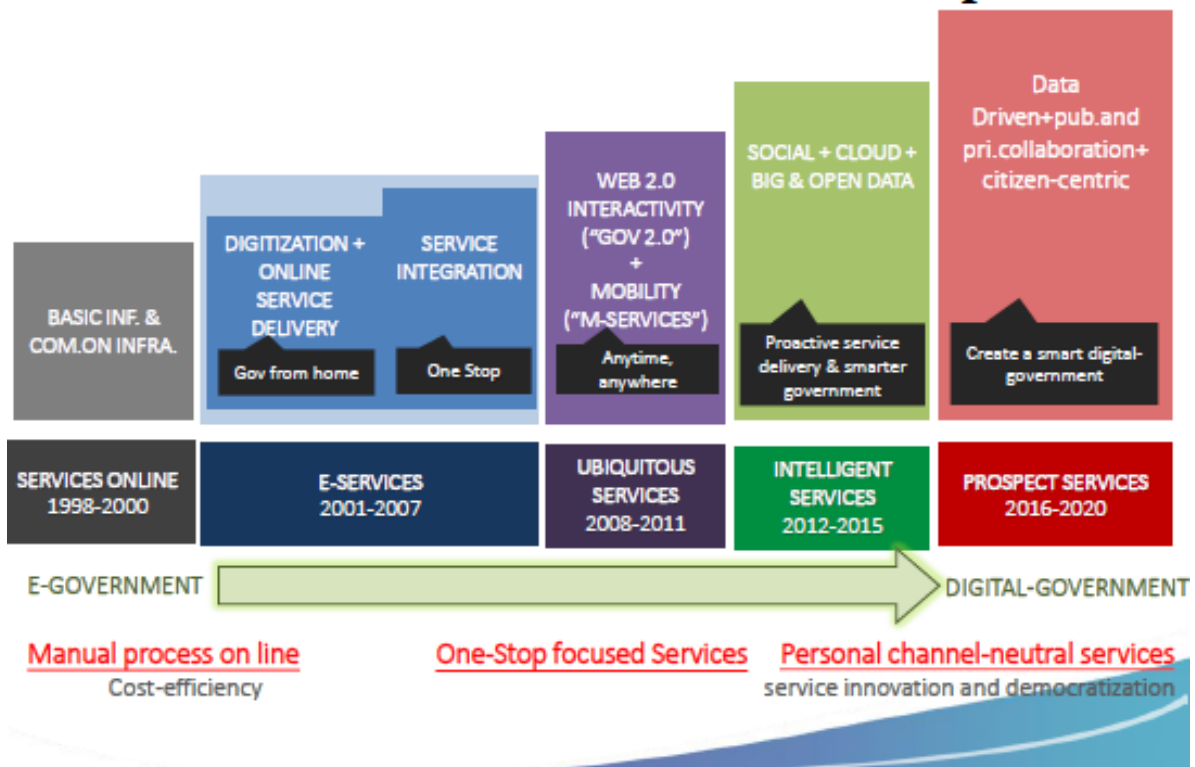 BASIC INF. &
COM.ON INFRA.
DIGITIZATION +
ONLINE
SERVICE
DELIVERY
Gov from home
SERVICE
INTEGRATION
One Stop
WEB 2.0
INTERACTIVITY
("GOV 2.0")
+
MOBILITY
("M-SERVICES")
Anytime,
anywhere
SOCIAL + CLOUD +
BIG & OPEN DATA
Proactive service
delivery & smarter
government
Data
Driven+pub.and
pri.collaboration+
citizen-centric
Create a smart digital-
government
SERVICES ONLINE
1998-2000
E-SERVICES
2001-2007
UBIQUITOUS
SERVICES
2008-2011
INTELLIGENT
SERVICES
2012-2015
PROSPECT SERVICES
2016-2020
E-GOVERNMENT
DIGITAL-GOVERNMENT
Manual process on line
Cost-efficiency
One-Stop focused Services
Personal channel-neutral services
service innovation and democratization